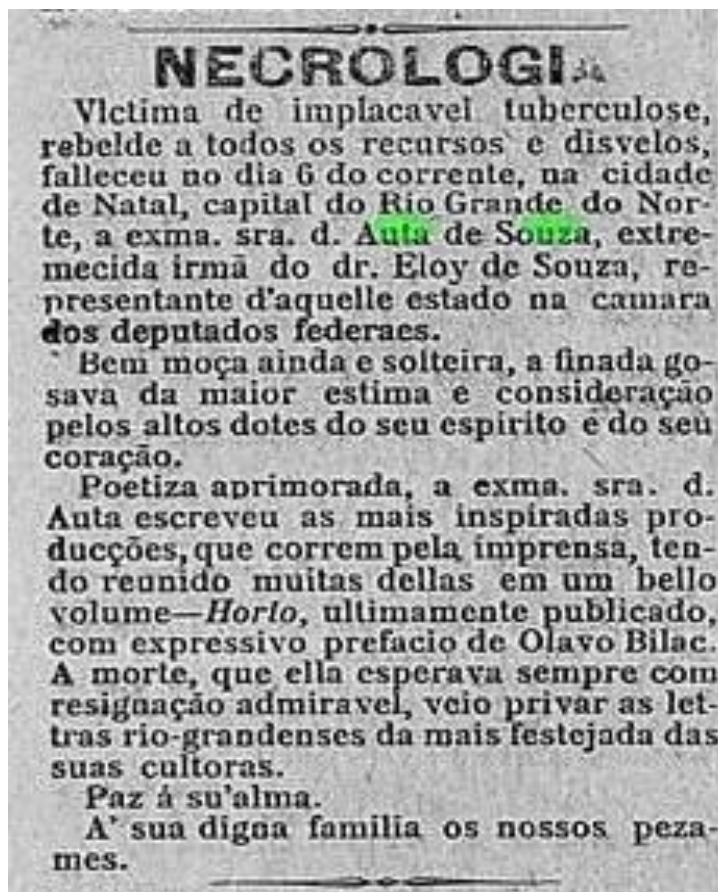 NECROLOGIA
Victima de implacavel tuberculose,
rebelde a todos os recursos e disvelos,
falleceu no dia 6 do corrente, na cidade
de Natal, capital do Rio Grande do Nor-
te, a exma. sra. d. Auta de Souza, extre-
mecida irmã do dr. Eloy de Souza, re-
presentante d'aquelle estado na camara
dos deputados federaes.
Bem moça ainda e solteira, a finada go-
sava da maior estima e consideração
pelos altos dotes do seu espirito e do seu
coração.
Poetiza aprimorada, a exma. sra. d.
Auta escreveu as mais inspiradas pro-
ducções, que correm pela imprensa, ten-
do reunido muitas dellas em um bello
volume—Horto, ultimamente publicado,
com expressivo prefacio de Olavo Bilac.
A morte, que ella esperava sempre com
resignação admiravel, veio privar as let-
tras rio-grandenses da mais festejada das
suas cultoras.
Paz á su'alma.
A' sua digna familia os nossos peza-
mes.